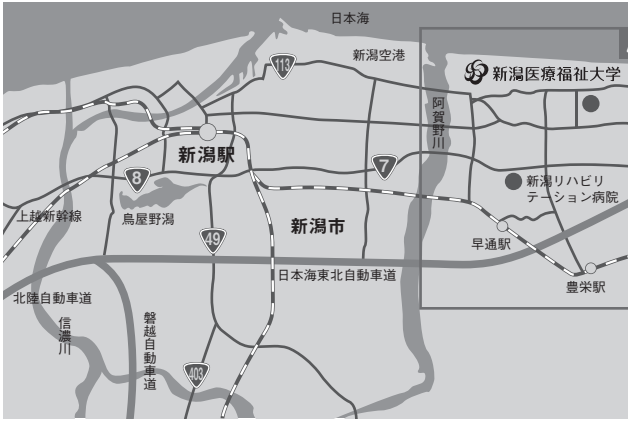 日本海
新潟空港
113
新潟医療福祉大学
阿賀野川
新潟駅
7
8
新潟リハビリ
テーション病院
上越新幹線
鳥屋野潟
新潟市
49
早通駅
日本海東北自動車道
豊栄駅
北陸自動車道
信濃川
磐越自動車道
403